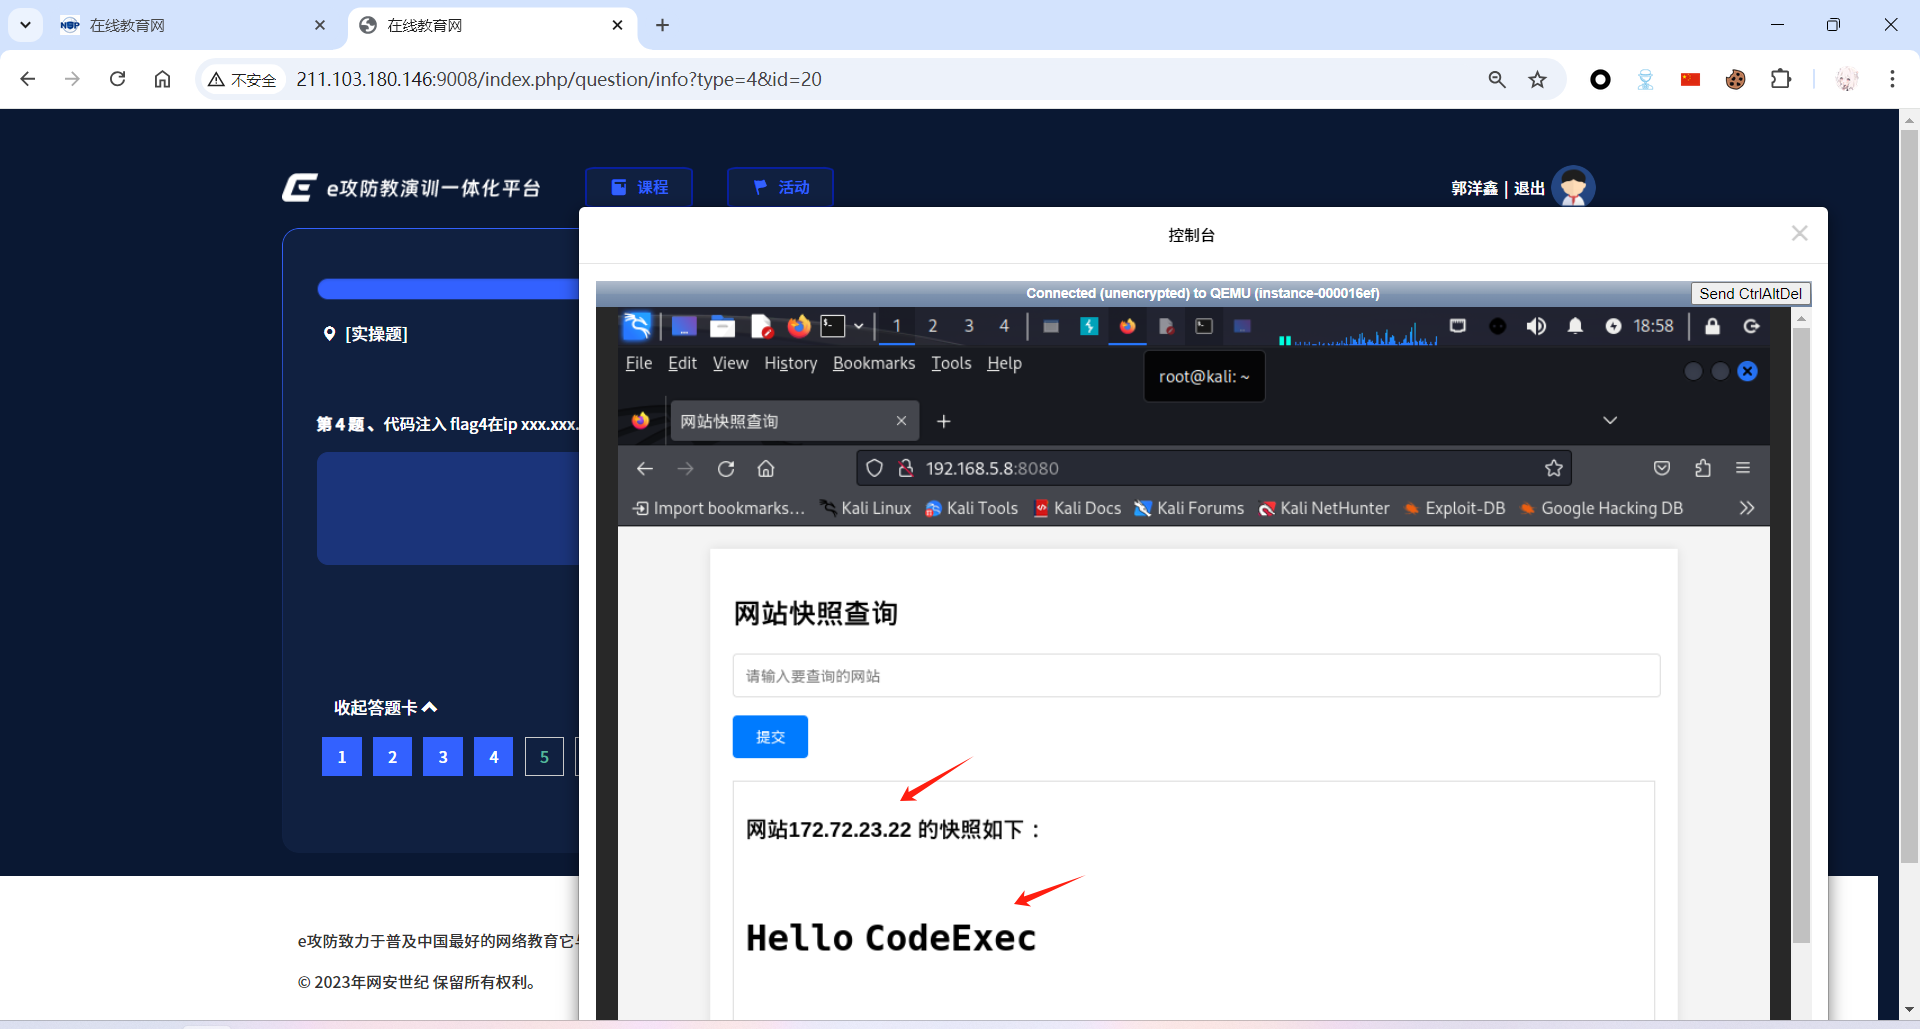 在线教育网
在线教育网
不安全
211.103.180.146:9008/index.php/question/info?type=4&id=20
e攻防教演训一体化平台
课程
活动
郭洋鑫 | 退出
控制台
Connected (unencrypted) to QEMU (instance-000016ef)
Send CtrlAltDel
1 2 3 4
18:58
[实操题]
File Edit View History Bookmarks Tools Help
root@kali: ~
第4题、代码注入 flag4在ip xxx.xxx.
网站快照查询
192.168.5.8:8080
Import bookmarks... Kali Linux Kali Tools Kali Docs Kali Forums Kali NetHunter Exploit-DB Google Hacking DB
网站快照查询
请输入要查询的网站
提交
收起答题卡
1 2 3 4 5
网站172.72.23.22 的快照如下：
Hello CodeExec
e攻防致力于普及中国最好的网络教育它
© 2023年网安世纪 保留所有权利。